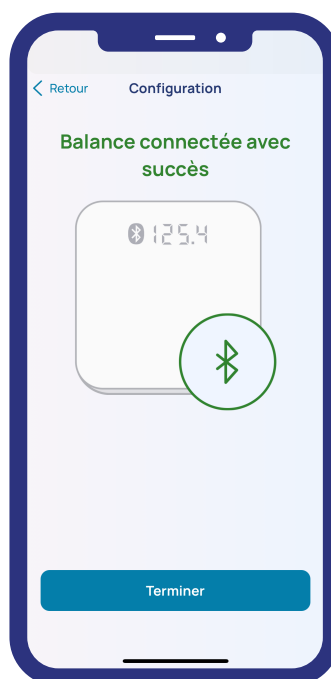 Retour
Configuration
Balance connectée avec
succès
125.4
Terminer